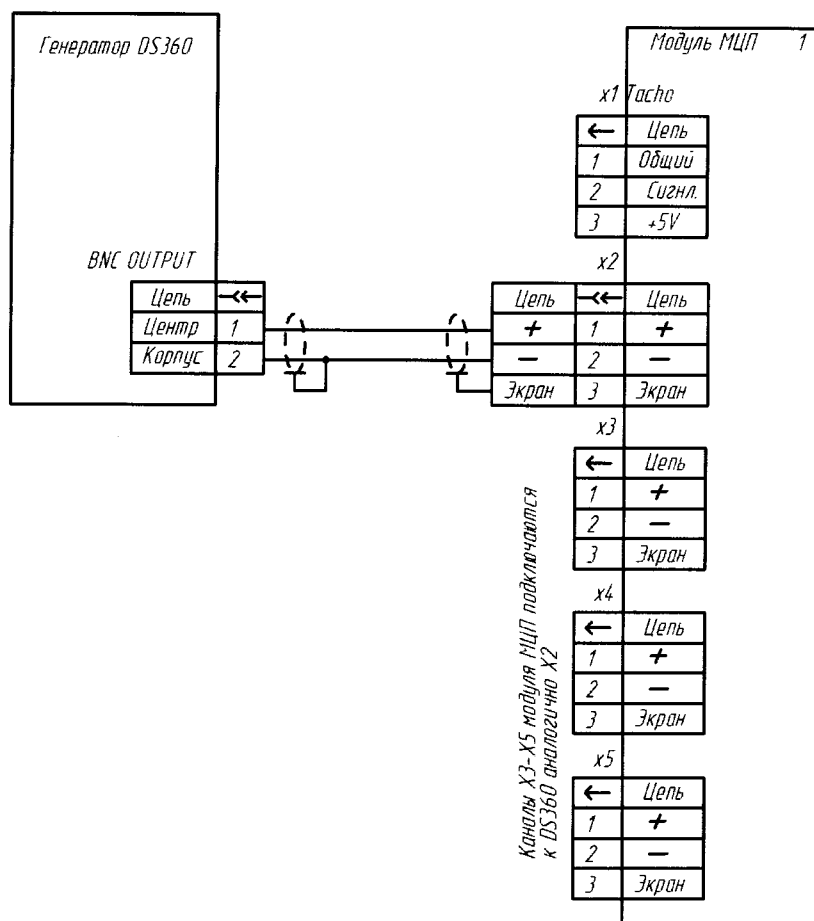 Генератор DS360
Модуль МЦП 1
x1 Tacho
Цепь
1 Общий
2 Сигнл.
3 +5V
BNC OUTPUT
Цепь
Центр 1
Корпус 2
x2
Цепь Цепь
+ 1 +
− 2 −
Экран 3 Экран
x3
Цепь
1 +
2 −
3 Экран
x4
Цепь
1 +
2 −
3 Экран
x5
Цепь
1 +
2 −
3 Экран
Каналы X3-X5 модуля МЦП подключаются
к DS360 аналогично X2